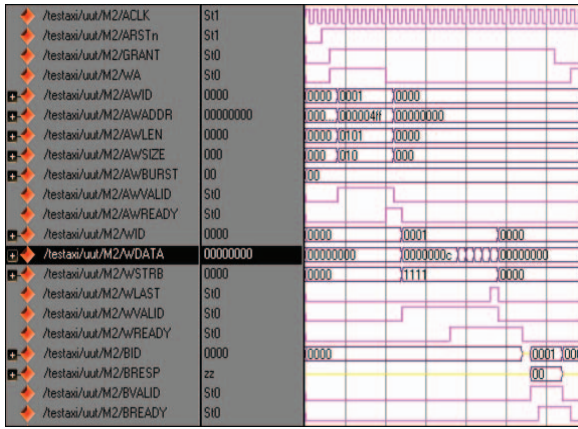 /testaxi/uut/M2/ACLK St1
/testaxi/uut/M2/ARSTn St1
/testaxi/uut/M2/GRANT St0
/testaxi/uut/M2/WA St0
/testaxi/uut/M2/AWID 0000 0000 0001 0000
/testaxi/uut/M2/AWADDR 00000000 000... 000004ff 00000000
/testaxi/uut/M2/AWLEN 0000 0000 0101 0000
/testaxi/uut/M2/AWSIZE 000 000 010 000
/testaxi/uut/M2/AWBURST 00 00
/testaxi/uut/M2/AWVALID St0
/testaxi/uut/M2/AWREADY St0
/testaxi/uut/M2/WID 0000 0000 0001 0000
/testaxi/uut/M2/WDATA 00000000 00000000 0000000c 00000000
/testaxi/uut/M2/WSTRB 0000 0000 1111 0000
/testaxi/uut/M2/WLAST St0
/testaxi/uut/M2/WVALID St0
/testaxi/uut/M2/WREADY St0
/testaxi/uut/M2/BID 0000 0000 0001 000
/testaxi/uut/M2/BRESP zz 00
/testaxi/uut/M2/BVALID St0
/testaxi/uut/M2/BREADY St0